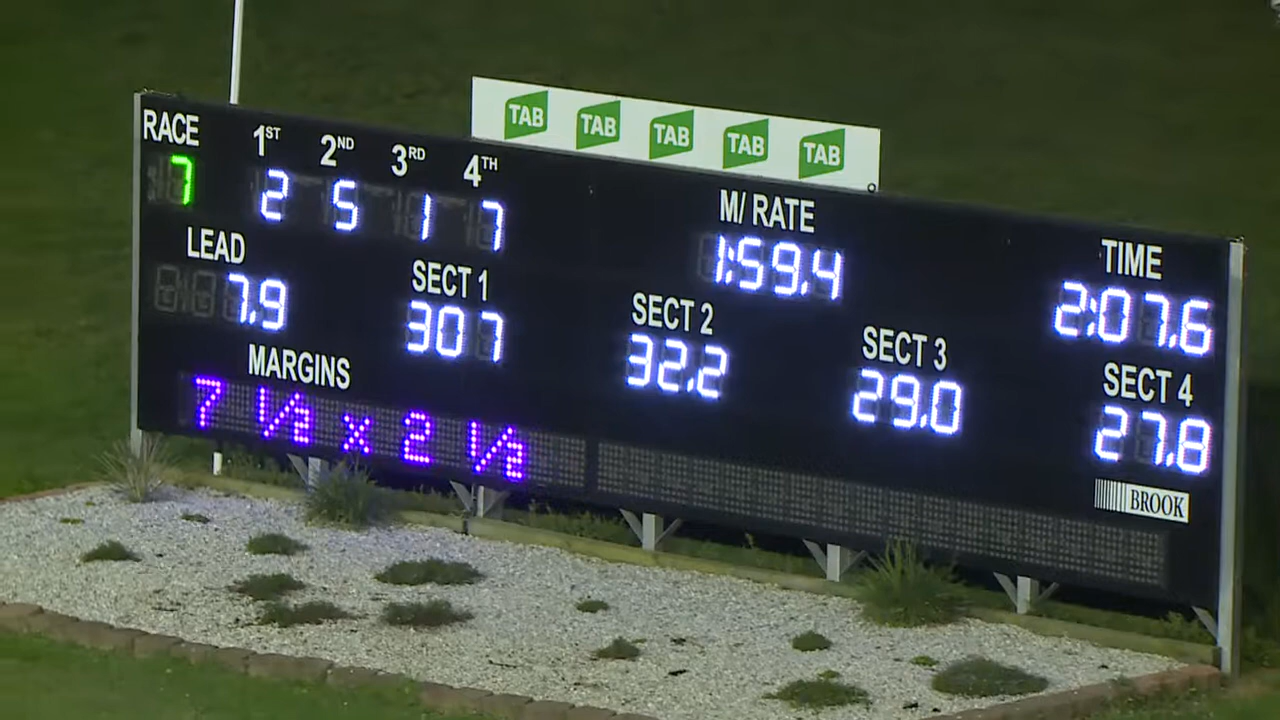 TAB TAB TAB TAB TAB
RACE 1ST 2ND 3RD 4TH
7 2 5 1 7
M/ RATE
1:59.4
TIME
2:07.6
LEAD
7.9
SECT 1
307
SECT 2
32.2
SECT 3
29.0
SECT 4
27.8
MARGINS
7 1/2 x 2 1/2
BROOK